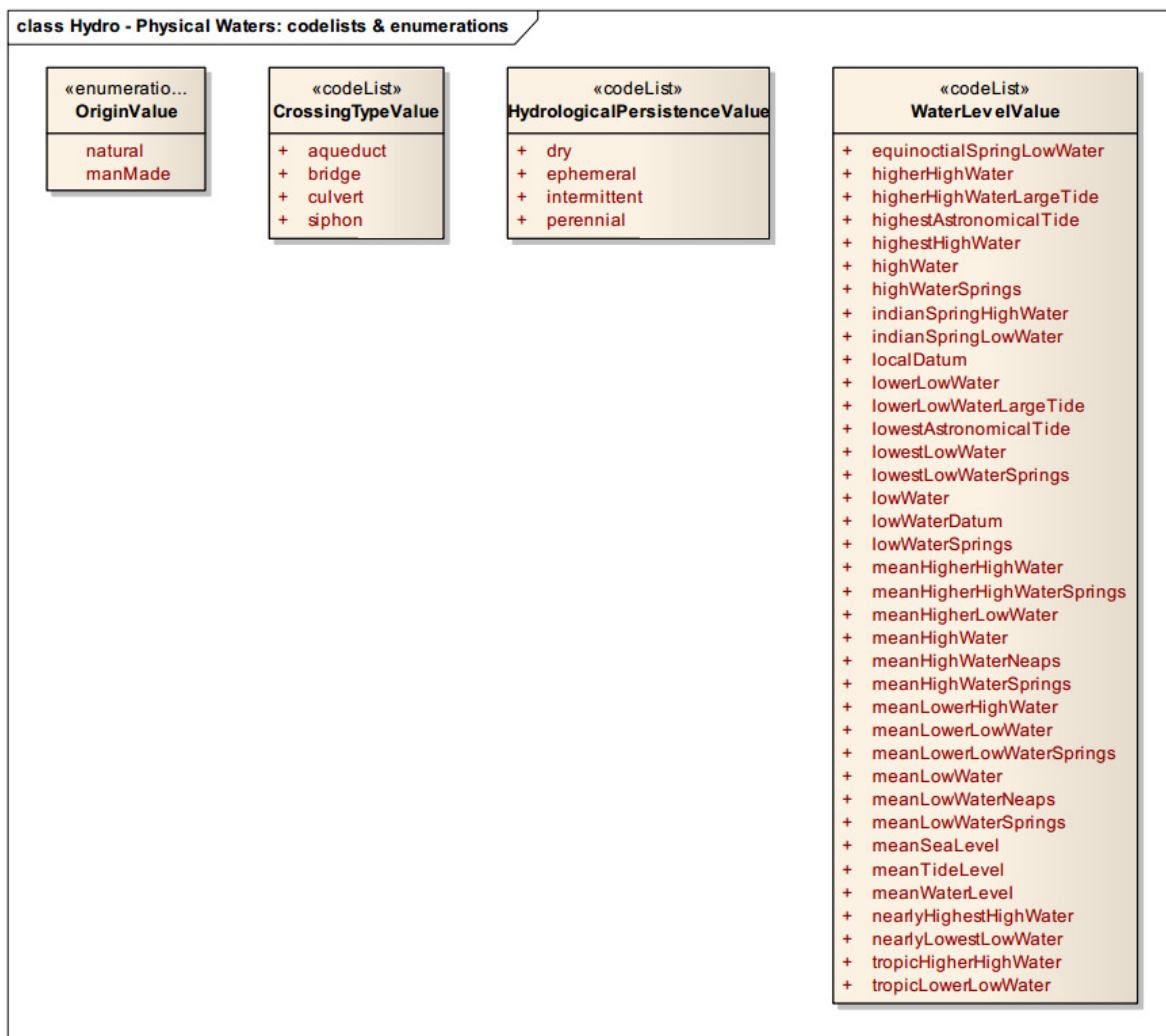 class Hydro - Physical Waters: codelists & enumerations
«enumeratio...
OriginValue
natural
manMade
«codeList»
CrossingTypeValue
+ aqueduct
+ bridge
+ culvert
+ siphon
«codeList»
HydrologicalPersistenceValue
+ dry
+ ephemeral
+ intermittent
+ perennial
«codeList»
WaterLevelValue
+ equinoctialSpringLowWater
+ higherHighWater
+ higherHighWaterLargeTide
+ highestAstronomicalTide
+ highestHighWater
+ highWater
+ highWaterSprings
+ indianSpringHighWater
+ indianSpringLowWater
+ localDatum
+ lowerLowWater
+ lowerLowWaterLargeTide
+ lowestAstronomicalTide
+ lowestLowWater
+ lowestLowWaterSprings
+ lowWater
+ lowWaterDatum
+ lowWaterSprings
+ meanHigherHighWater
+ meanHigherHighWaterSprings
+ meanHigherLowWater
+ meanHighWater
+ meanHighWaterNeaps
+ meanHighWaterSprings
+ meanLowerHighWater
+ meanLowerLowWater
+ meanLowerLowWaterSprings
+ meanLowWater
+ meanLowWaterNeaps
+ meanLowWaterSprings
+ meanSeaLevel
+ meanTideLevel
+ meanWaterLevel
+ nearlyHighestHighWater
+ nearlyLowestLowWater
+ tropicHigherHighWater
+ tropicLowerLowWater